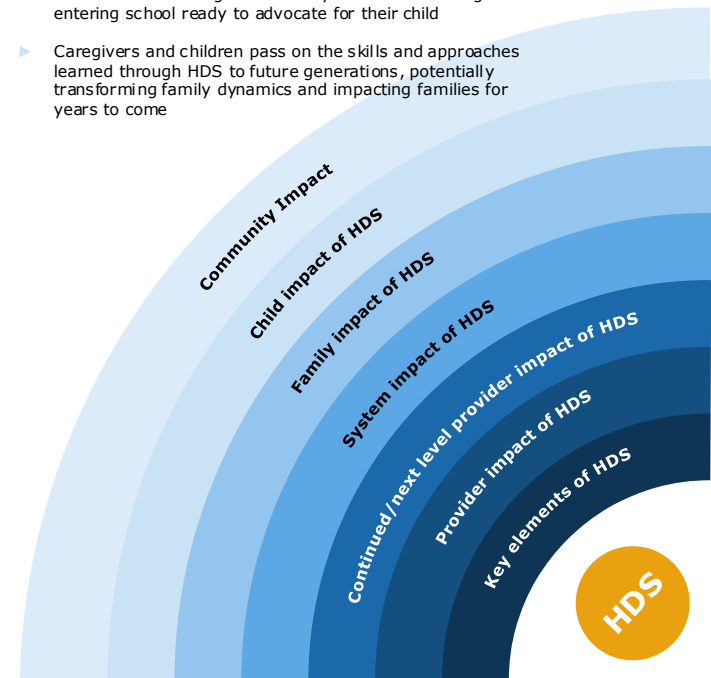 entering school ready to advocate for their child
► Caregivers and children pass on the skills and approaches
learned through HDS to future generations, potentially
transforming family dynamics and impacting families for
years to come
Community Impact
Child impact of HDS
Family impact of HDS
System impact of HDS
Continued/next level provider impact of HDS
Provider impact of HDS
Key elements of HDS
HDS